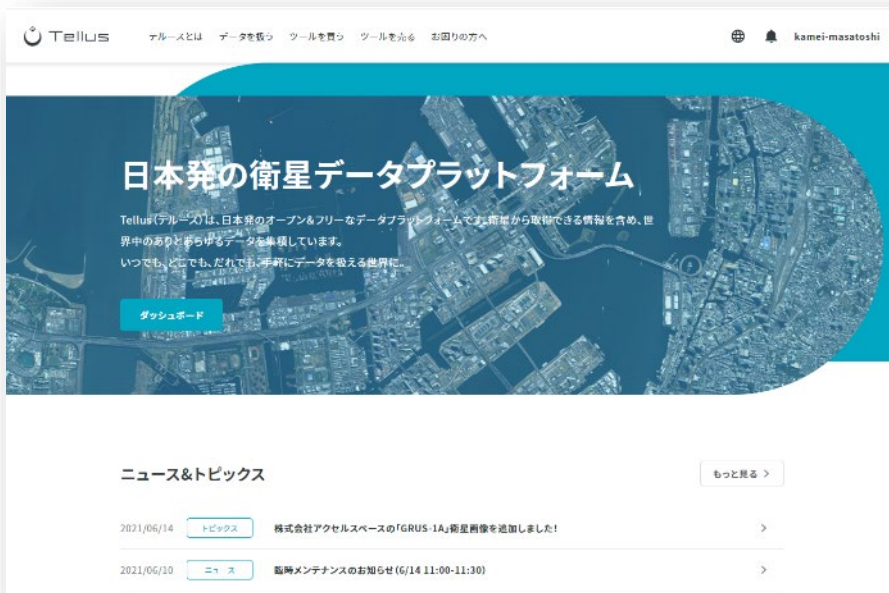 Tellus
テルースとは データを扱う ツールを買う ツールを売る お困りの方へ
kamei-masatoshi
日本発の衛星データプラットフォーム
Tellus(テルース)は、日本発のオープン&フリーなデータプラットフォームです。衛星から取得できる情報を含め、世
界中のありとあらゆるデータを集積しています。
いつでも、どこでも、だれでも、手軽にデータを扱える世界に。
ダッシュボード
ニュース&トピックス
もっと見る >
2021/06/14 トピックス 株式会社アクセルスペースの「GRUS-1A」衛星画像を追加しました!
2021/06/10 ニュース 臨時メンテナンスのお知らせ(6/14 11:00-11:30)